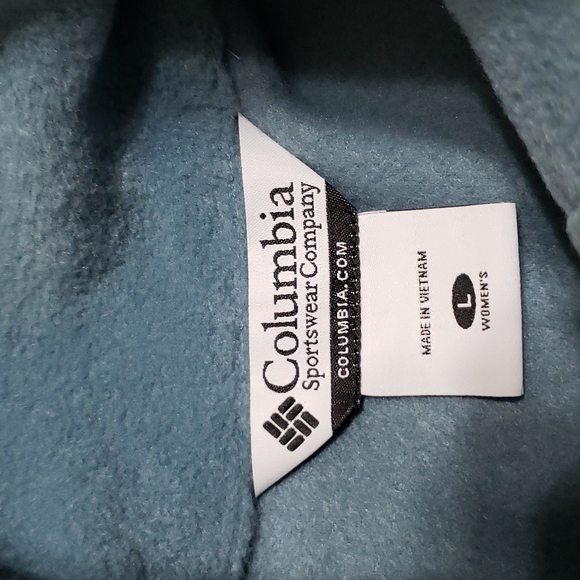 Columbia
Sportswear Company
COLUMBIA.COM
MADE IN VIETNAM
L
WOMEN'S